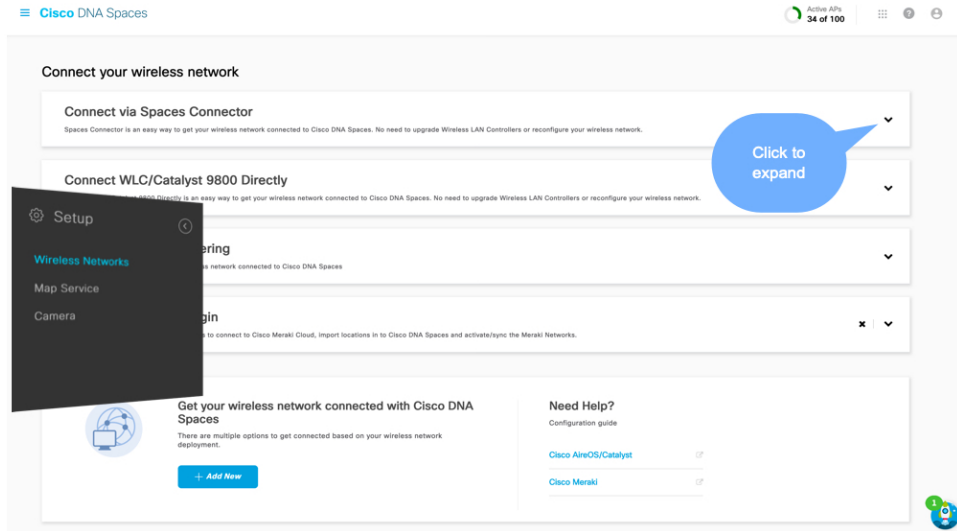 Cisco DNA Spaces
Active APs
34 of 100
Connect your wireless network
Connect via Spaces Connector
Spaces Connector is an easy way to get your wireless network connected to Cisco DNA Spaces. No need to upgrade Wireless LAN Controllers or reconfigure your wireless network.
Click to
expand
Connect WLC/Catalyst 9800 Directly
9800 Directly is an easy way to get your wireless network connected to Cisco DNA Spaces. No need to upgrade Wireless LAN Controllers or reconfigure your wireless network.
Setup
Wireless Networks
Map Service
Camera
ering
ss network connected to Cisco DNA Spaces
gin
s to connect to Cisco Meraki Cloud, import locations in to Cisco DNA Spaces and activate/sync the Meraki Networks.
Get your wireless network connected with Cisco DNA
Spaces
There are multiple options to get connected based on your wireless network
deployment.
+ Add New
Need Help?
Configuration guide
Cisco AireOS/Catalyst
Cisco Meraki
1